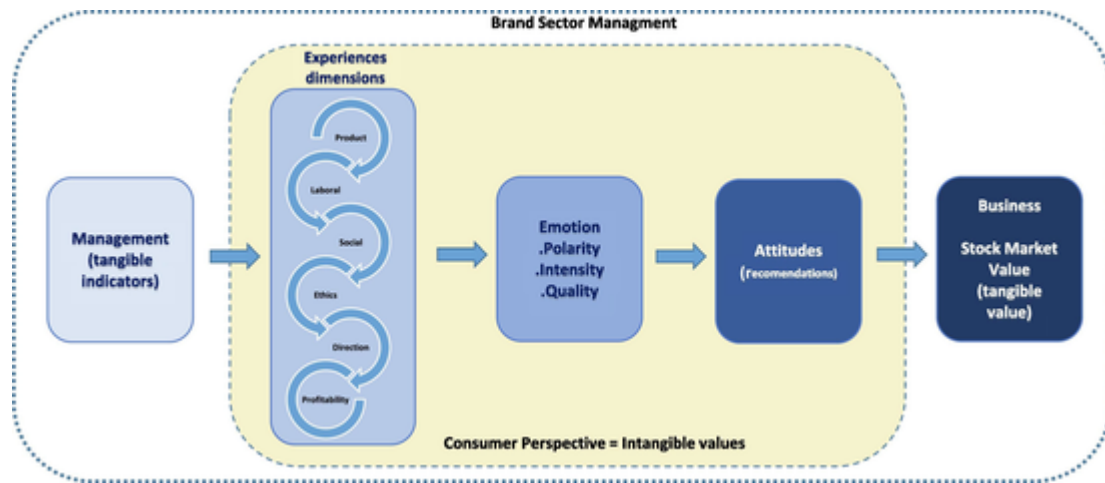 Brand Sector Managment
Experiences
dimensions
Product
Laboral
Social
Ethics
Direction
Profitability
Management
(tangible
indicators)
Emotion
.Polarity
.Intensity
.Quality
Attitudes
(recomendations)
Business
Stock Market
Value
(tangible
value)
Consumer Perspective = Intangible values